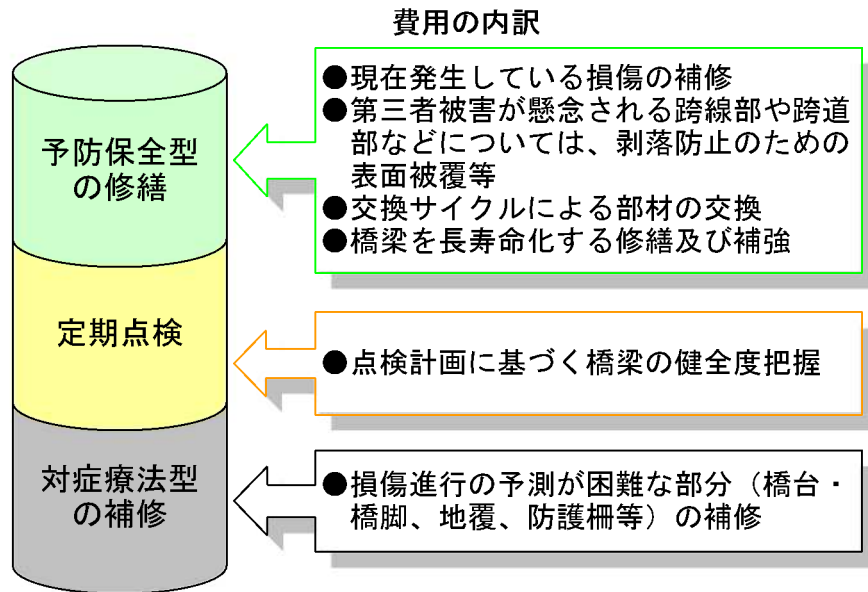 費用の内訳
予防保全型
の修繕
●現在発生している損傷の補修
●第三者被害が懸念される跨線部や跨道
部などについては、剥落防止のための
表面被覆等
●交換サイクルによる部材の交換
●橋梁を長寿命化する修繕及び補強
定期点検
●点検計画に基づく橋梁の健全度把握
対症療法型
の補修
●損傷進行の予測が困難な部分（橋台・
橋脚、地覆、防護柵等）の補修